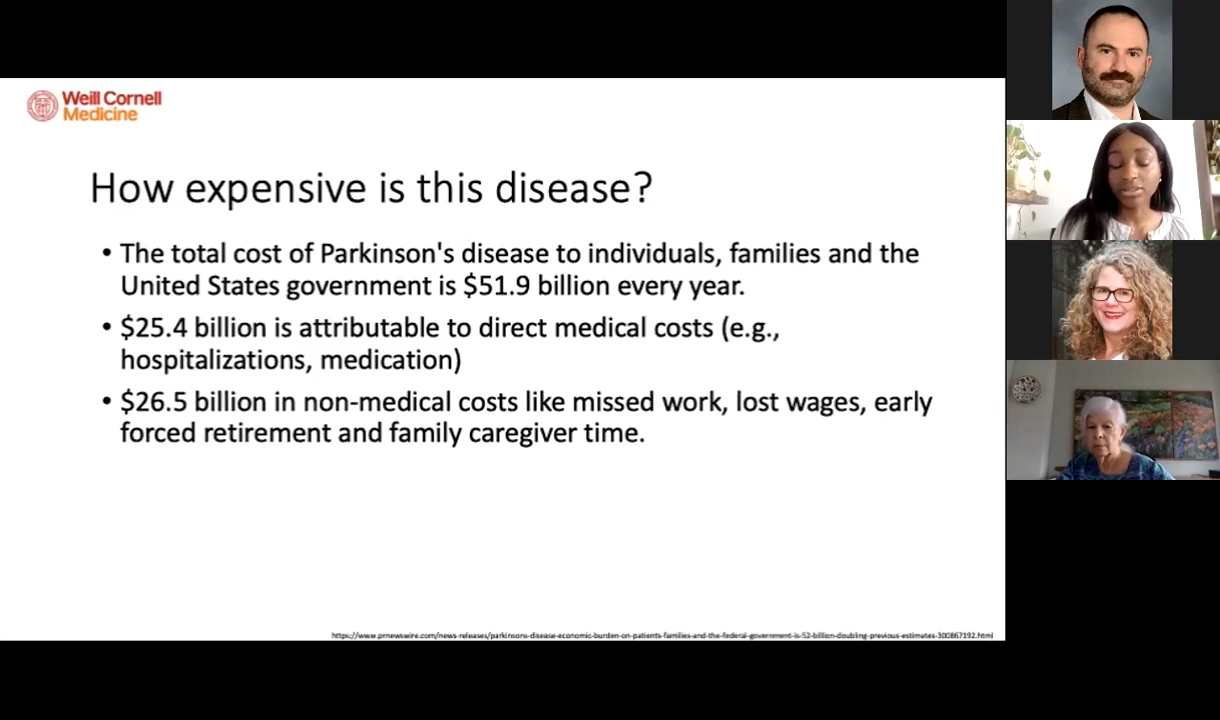 Weill Cornell
Medicine
How expensive is this disease?
• The total cost of Parkinson's disease to individuals, families and the
United States government is $51.9 billion every year.
• $25.4 billion is attributable to direct medical costs (e.g.,
hospitalizations, medication)
• $26.5 billion in non-medical costs like missed work, lost wages, early
forced retirement and family caregiver time.
https://www.prnewswire.com/news-releases/parkinsons-disease-economic-burden-on-patients-families-and-the-federal-government-is-52-billion-doubling-previous-estimates-300867192.html